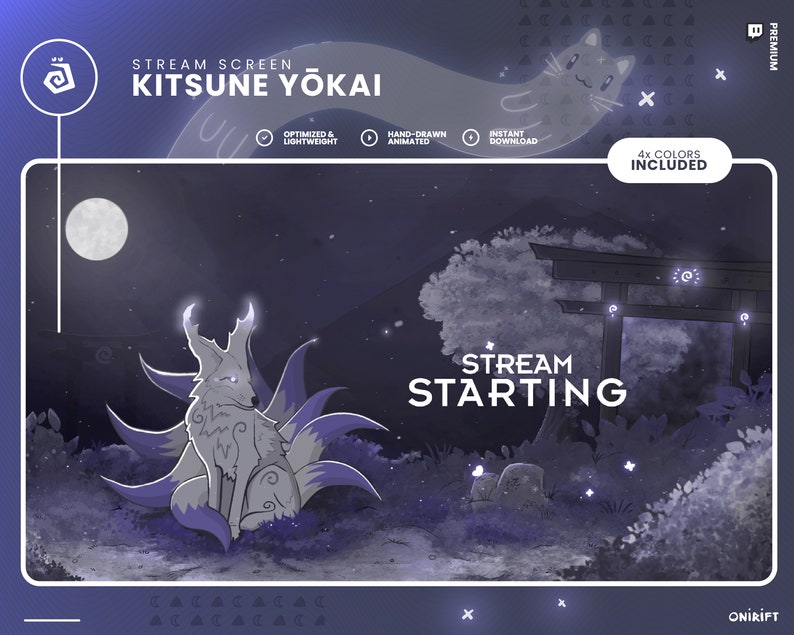 STREAM SCREEN
KITSUNE YŌKAI
PREMIUM
OPTIMIZED &
LIGHTWEIGHT
HAND-DRAWN
ANIMATED
INSTANT
DOWNLOAD
4x COLORS
INCLUDED
STREAM
STARTING
ONIRIFT